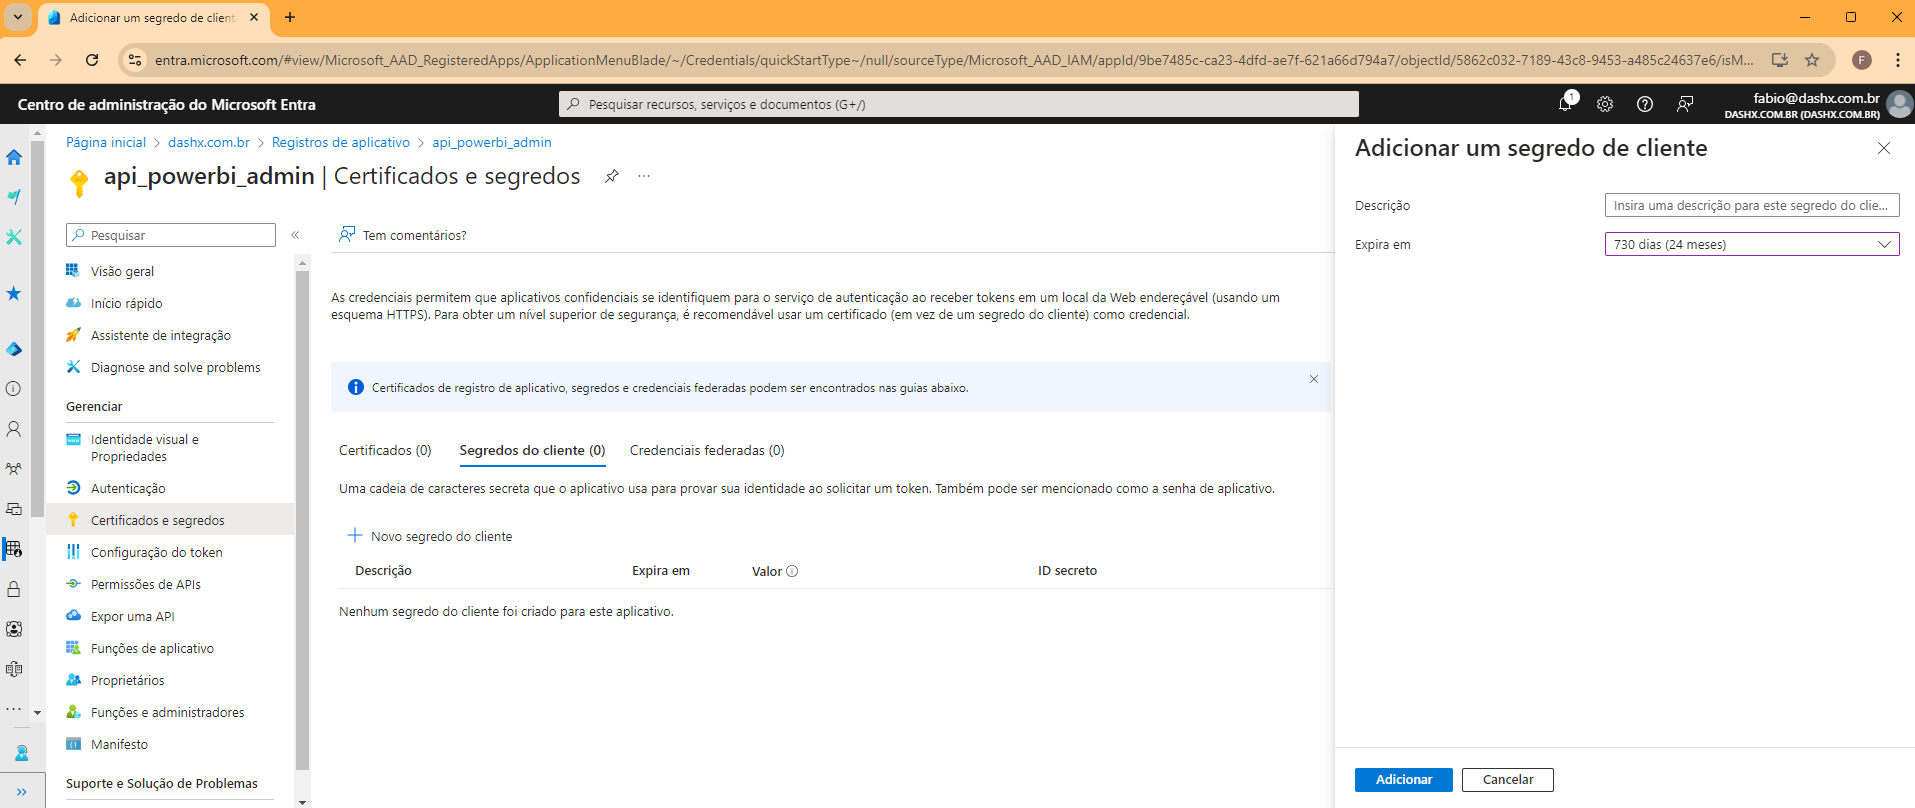 Adicionar um segredo de client
entra.microsoft.com/#view/Microsoft_AAD_RegisteredApps/ApplicationMenuBlade/~/Credentials/quickStartType~/null/sourceType/Microsoft_AAD_IAM/appId/9be7485c-ca23-4dfd-ae7f-621a66d794a7/objectId/5862c032-7189-43c8-9453-a485c24637e6/isM...
F
Centro de administração do Microsoft Entra
Pesquisar recursos, serviços e documentos (G+/)
1
fabio@dashx.com.br
DASHX.COM.BR (DASHX.COM.BR)
Página inicial > dashx.com.br > Registros de aplicativo > api_powerbi_admin
api_powerbi_admin | Certificados e segredos
Pesquisar
Visão geral
Início rápido
Assistente de integração
Diagnose and solve problems
Gerenciar
Identidade visual e
Propriedades
Autenticação
Certificados e segredos
Configuração do token
Permissões de APIs
Expor uma API
Funções de aplicativo
Proprietários
Funções e administradores
Manifesto
Suporte e Solução de Problemas
Tem comentários?
As credenciais permitem que aplicativos confidenciais se identifiquem para o serviço de autenticação ao receber tokens em um local da Web endereçável (usando um
esquema HTTPS). Para obter um nível superior de segurança, é recomendável usar um certificado (em vez de um segredo do cliente) como credencial.
Certificados de registro de aplicativo, segredos e credenciais federadas podem ser encontrados nas guias abaixo.
Certificados (0) Segredos do cliente (0) Credenciais federadas (0)
Uma cadeia de caracteres secreta que o aplicativo usa para provar sua identidade ao solicitar um token. Também pode ser mencionado como a senha de aplicativo.
Novo segredo do cliente
Descrição Expira em Valor ID secreto
Nenhum segredo do cliente foi criado para este aplicativo.
Adicionar um segredo de cliente
Descrição Insira uma descrição para este segredo do clie...
Expira em 730 dias (24 meses)
Adicionar Cancelar